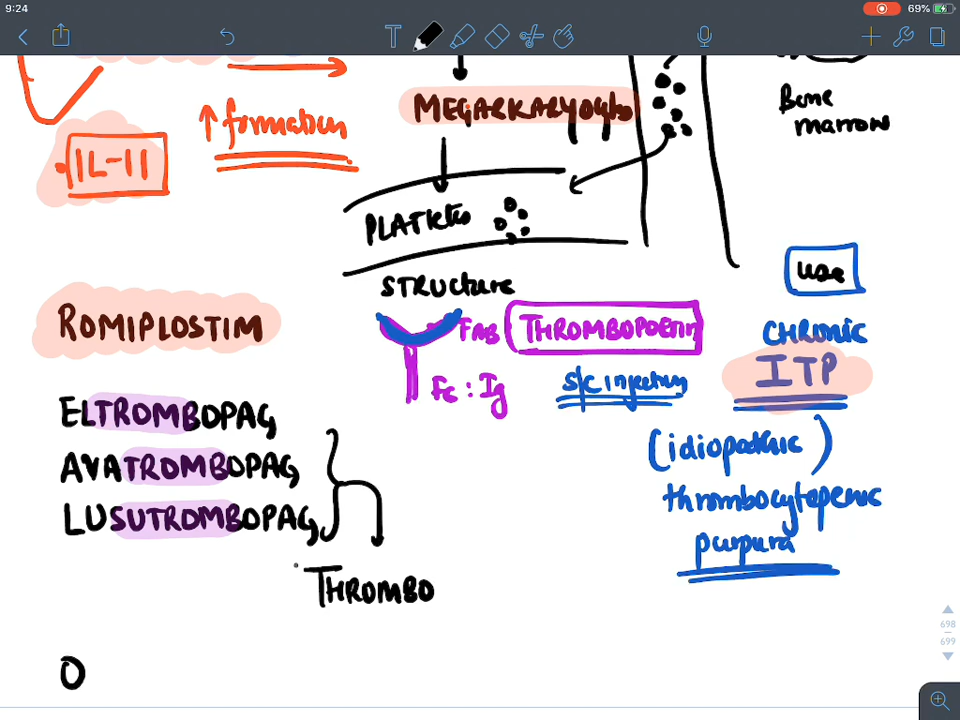 9:24
69%
T
MEGAKARYOCyte
Bone
marrow
↑ formation
IL-11
PLATElets
STRUcture
use
ROMIPLOSTIM
FAB
THROMBOPOETIN
CHRONIC
Fc : Ig
S/C injection
ITP
ELTROMBOPAG
(idiopathic)
AVATROMBOPAG
thrombocytopenic
LUSUTROMBOPAG
purpura
THROMBO
698
699
O